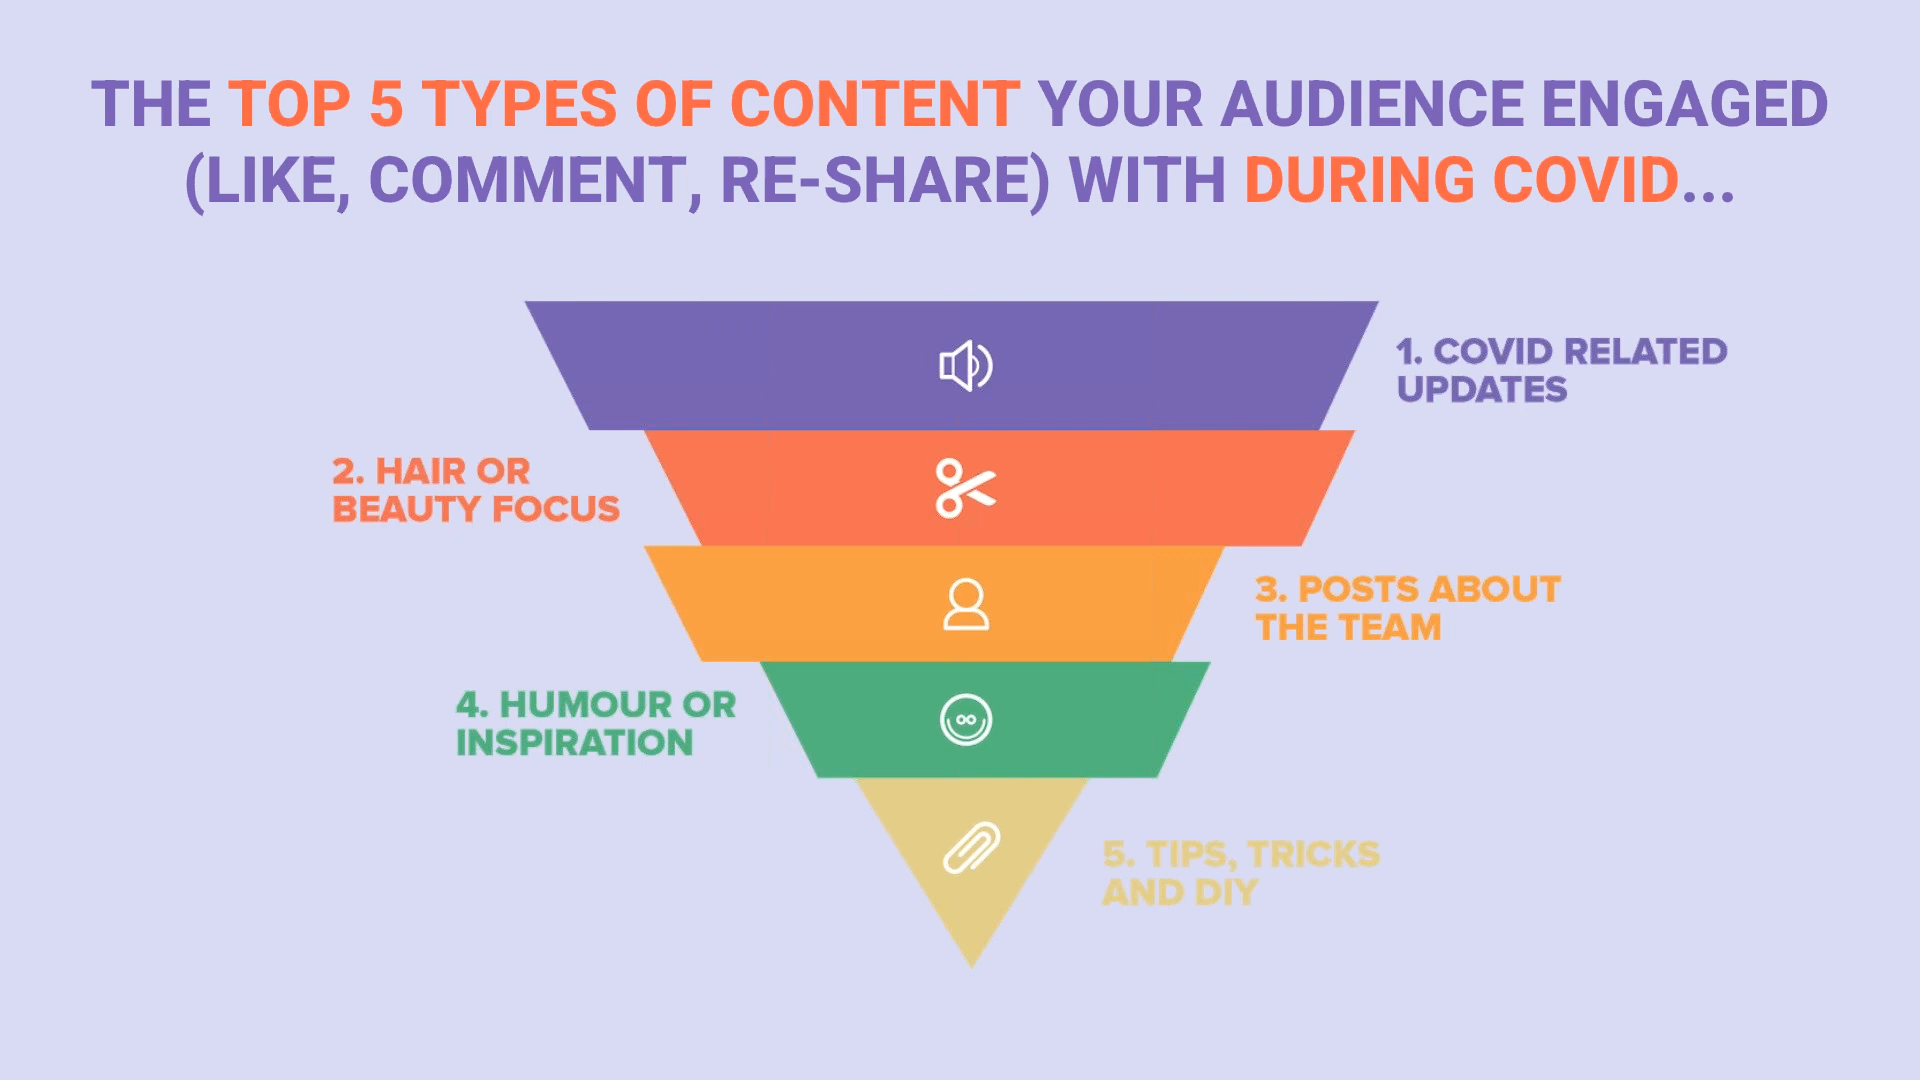 THE TOP 5 TYPES OF CONTENT YOUR AUDIENCE ENGAGED
(LIKE, COMMENT, RE-SHARE) WITH DURING COVID...
1. COVID RELATED
UPDATES
2. HAIR OR
BEAUTY FOCUS
3. POSTS ABOUT
THE TEAM
4. HUMOUR OR
INSPIRATION
5. TIPS, TRICKS
AND DIY